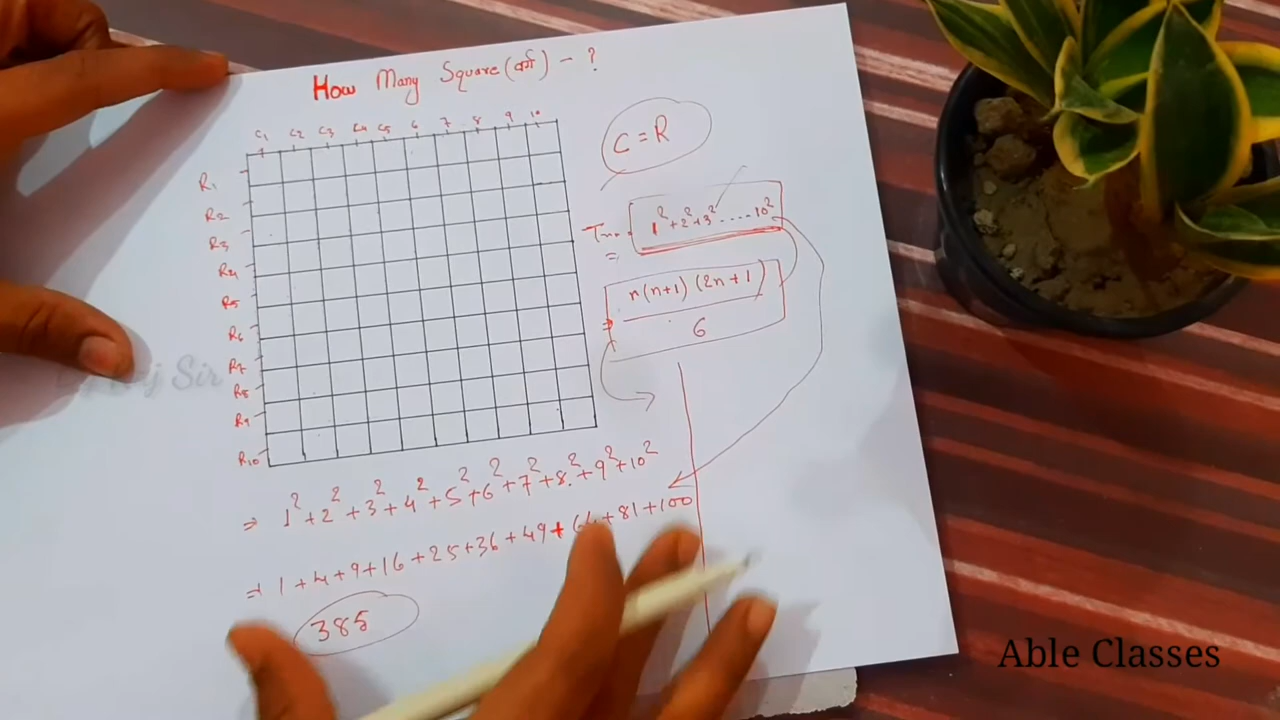 How Many Square (वर्ग) - ?
C1 C2 C3 C4 C5 6 7 8 9 10
R1
R2
R3
R4
R5
R6
R7
R8
R9
R10
C = R
1² + 2² + 3² ..... 10²
=
⇒ n(n+1) (2n+1)
6
⇒ 1² + 2² + 3² + 4² + 5² + 6² + 7² + 8² + 9² + 10²
⇒ 1 + 4 + 9 + 16 + 25 + 36 + 49 + 64 + 81 + 100
385
Sir
Able Classes